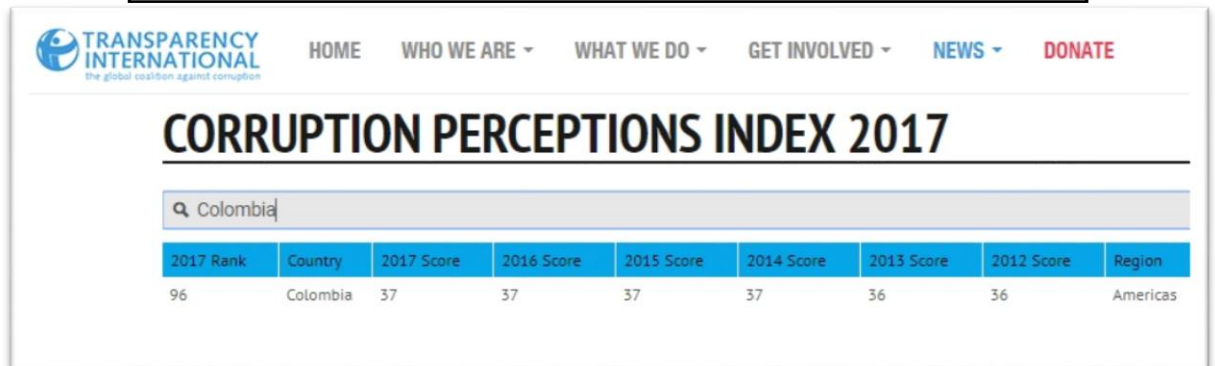 TRANSPARENCY
INTERNATIONAL
the global coalition against corruption
HOME WHO WE ARE WHAT WE DO GET INVOLVED NEWS DONATE
CORRUPTION PERCEPTIONS INDEX 2017
Colombia
2017 Rank Country 2017 Score 2016 Score 2015 Score 2014 Score 2013 Score 2012 Score Region
96 Colombia 37 37 37 37 36 36 Americas